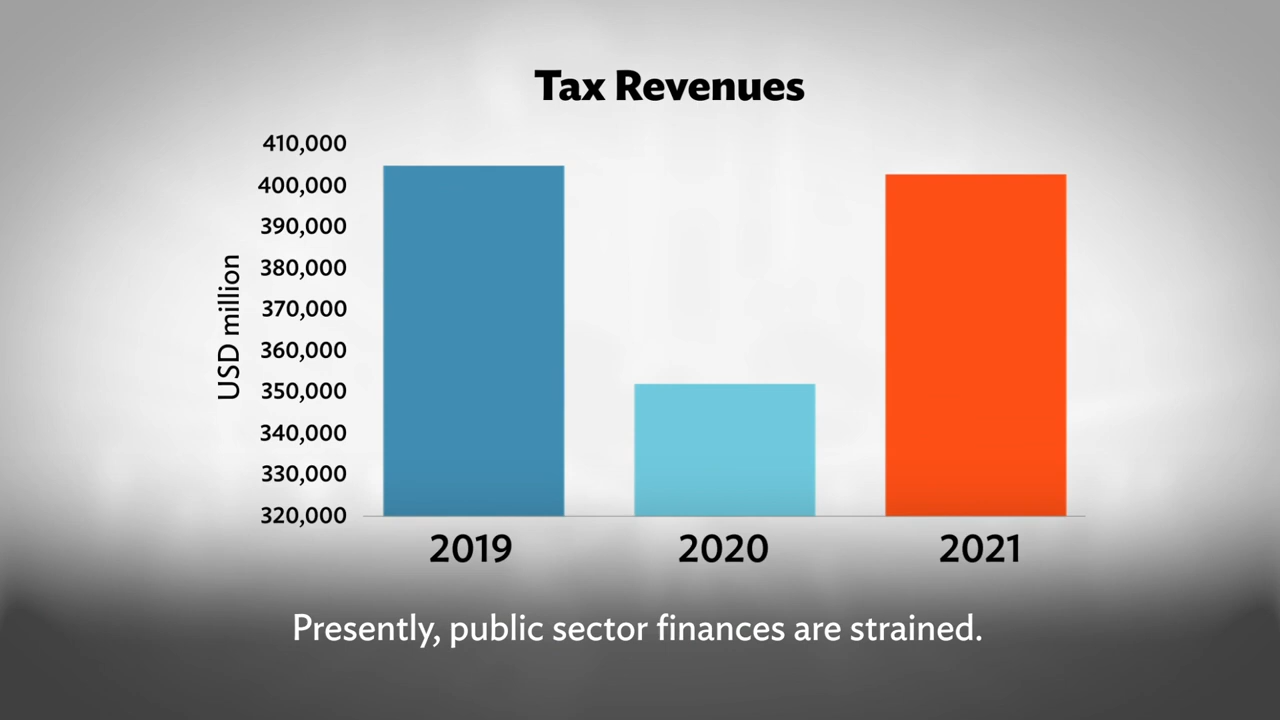 Tax Revenues
410,000
400,000
390,000
380,000
370,000
360,000
350,000
340,000
330,000
320,000
USD million
2019 2020 2021
Presently, public sector finances are strained.